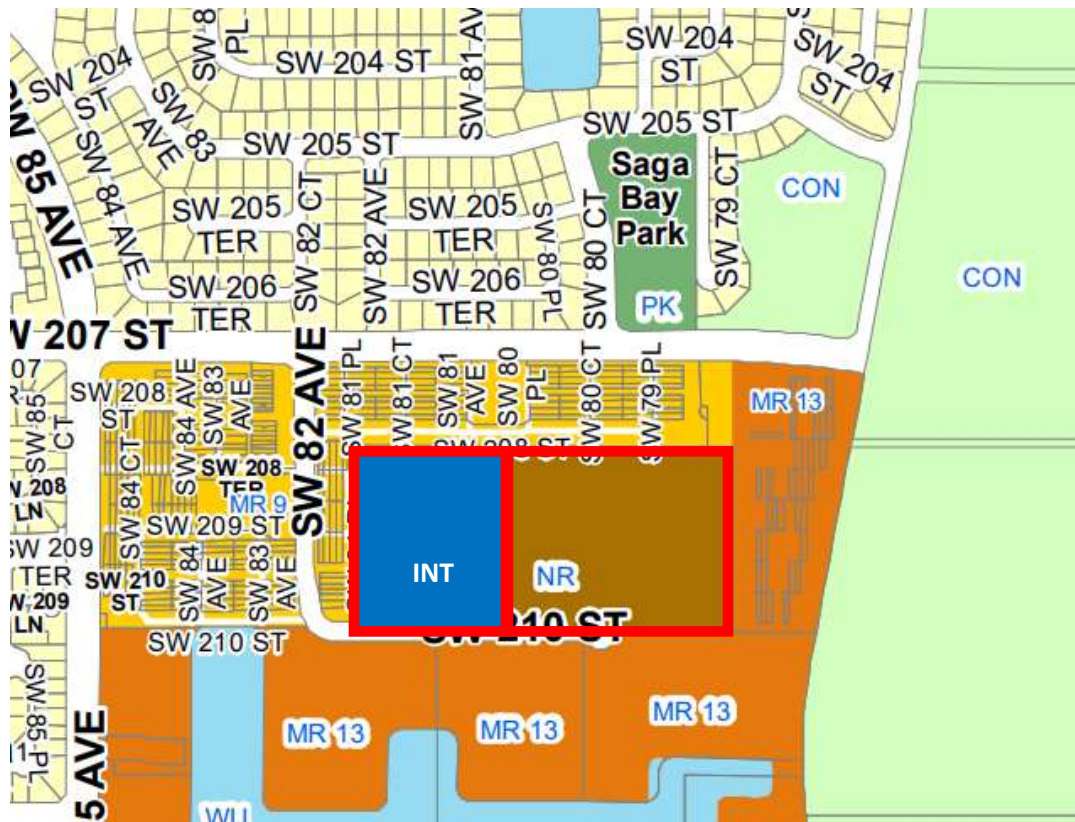 SW 8
PL
SW 204
ST
SW 204 ST
SW 81 AV
SW 204
ST
SW 204
ST
SW 85 AVE
SW 84 AVE
SW 83
AVE
SW 205 ST
SW 205 ST
SW 205
TER
SW 82 CT
SW 82 AVE
SW 205
TER
SW 80 PL
SW 80 CT
Saga
Bay
Park
SW 79 CT
CON
CON
SW 206
TER
SW 206
TER
PK
W 207 ST
07
SW 85
CT
SW 208
ST
SW 84 AVE
SW 83
AVE
SW 82 AVE
SW 81 PL
SW 81 CT
SW 81
AVE
SW 80
PL
SW 80 CT
SW 79 PL
MR 13
SW 208 ST
SW 84 CT
SW 208
TER
MR 9
W 208
LN
SW 209 ST
SW 209
TER
SW 210
ST
SW 84
AVE
SW 83
AVE
W 209
LN
INT
NR
SW 210 ST
SW 210 ST
SW 85 PL
MR 13
MR 13
MR 13
5 AVE
WU